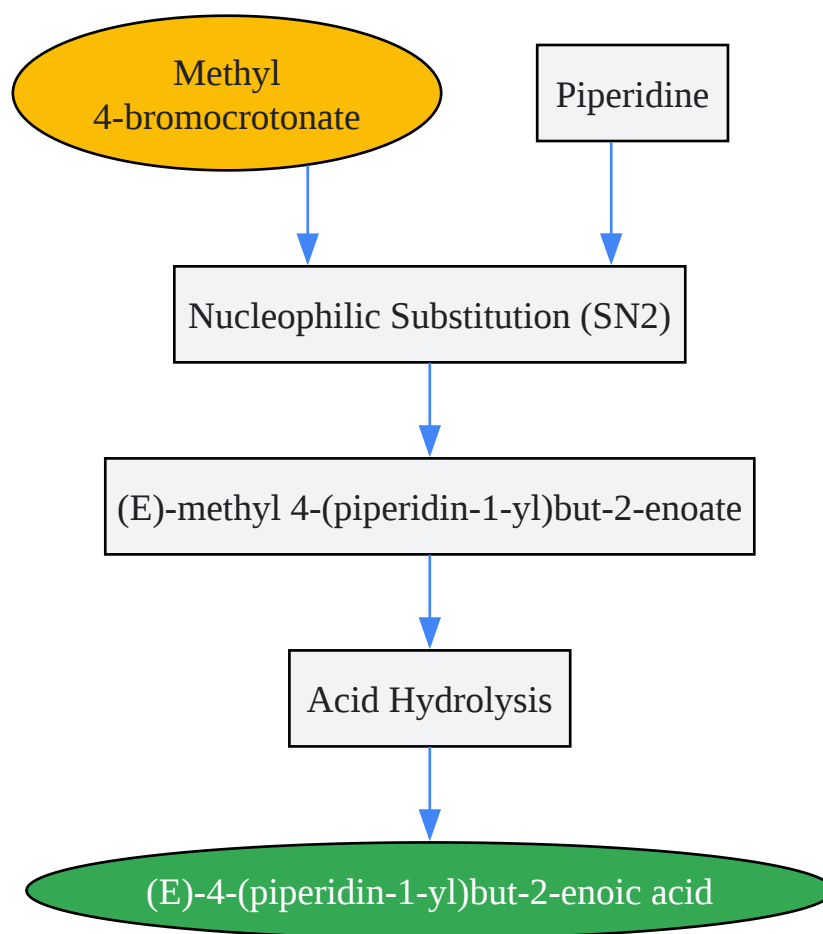 Methyl
4-bromocrotonate
Piperidine
Nucleophilic Substitution (SN2)
(E)-methyl 4-(piperidin-1-yl)but-2-enoate
Acid Hydrolysis
(E)-4-(piperidin-1-yl)but-2-enoic acid